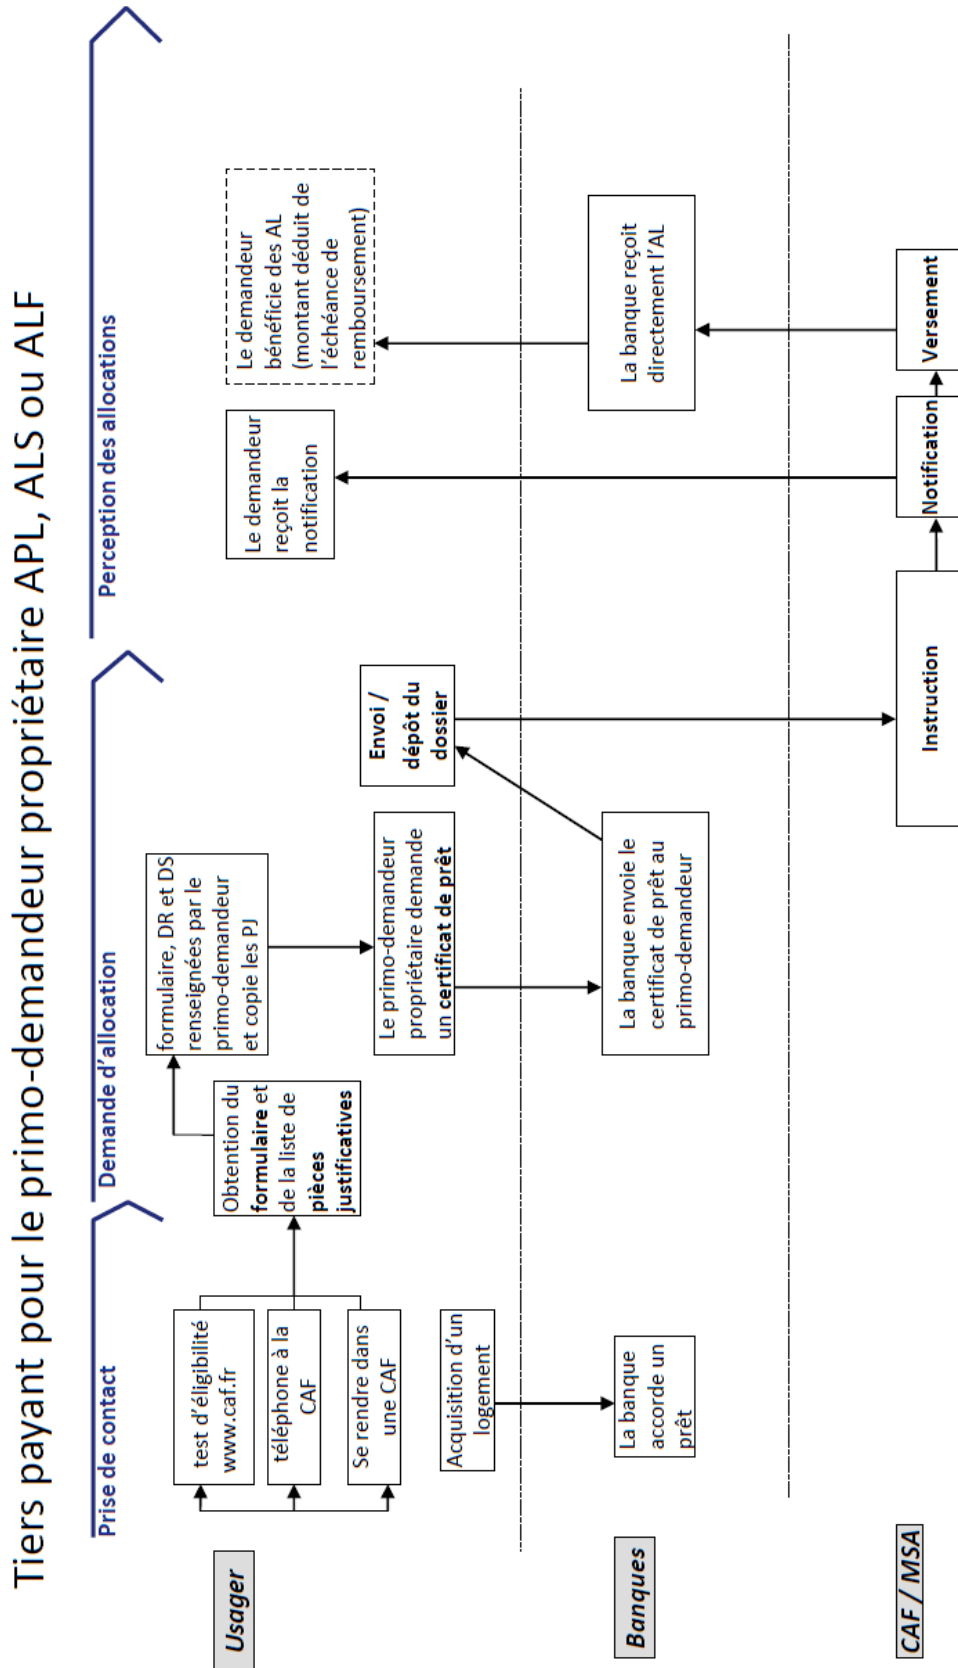 Tiers payant pour le primo-demandeur propriétaire APL, ALS ou ALF
Prise de contact
Demande d'allocation
Perception des allocations
Usager
test d'éligibilité
www.caf.fr
téléphone à la
CAF
Se rendre dans
une CAF
Acquisition d'un
logement
Obtention du
formulaire et
de la liste de
pièces
justificatives
formulaire, DR et DS
renseignées par le
primo-demandeur
et copie les PJ
Le primo-demandeur
propriétaire demande
un certificat de prêt
Envoi /
dépôt du
dossier
Le demandeur
reçoit la
notification
Le demandeur
bénéficie des AL
(montant déduit de
l'échéance de
remboursement)
Banques
La banque
accorde un
prêt
La banque envoie le
certificat de prêt au
primo-demandeur
La banque reçoit
directement l'AL
CAF / MSA
Instruction
Notification
Versement